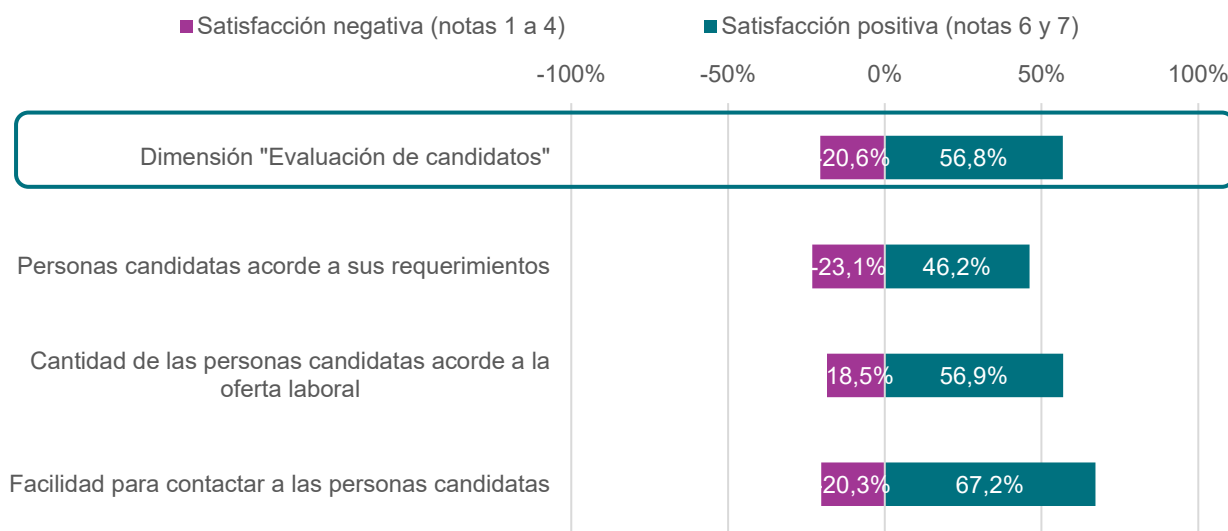 Satisfacción negativa (notas 1 a 4) Satisfacción positiva (notas 6 y 7)
-100% -50% 0% 50% 100%
Dimensión "Evaluación de candidatos" -20,6% 56,8%
Personas candidatas acorde a sus requerimientos -23,1% 46,2%
Cantidad de las personas candidatas acorde a la
oferta laboral
-18,5% 56,9%
Facilidad para contactar a las personas candidatas -20,3% 67,2%